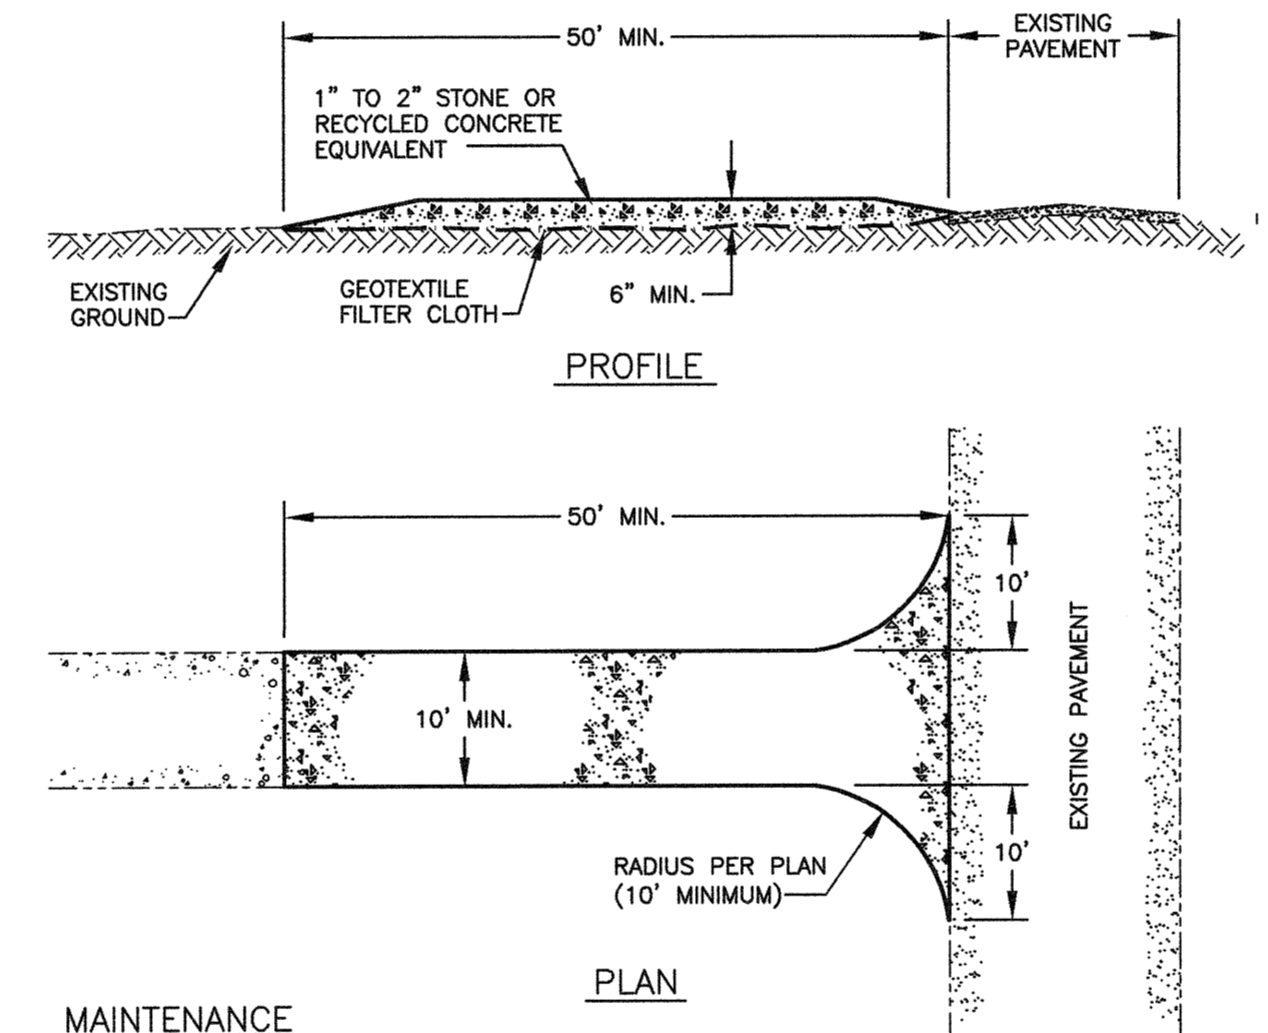 50' MIN.
EXISTING
PAVEMENT
1" TO 2" STONE OR
RECYCLED CONCRETE
EQUIVALENT
EXISTING
GROUND
GEOTEXTILE
FILTER CLOTH
6" MIN.
PROFILE
50' MIN.
10'
10' MIN.
EXISTING PAVEMENT
10'
RADIUS PER PLAN
(10' MINIMUM)
PLAN
MAINTENANCE